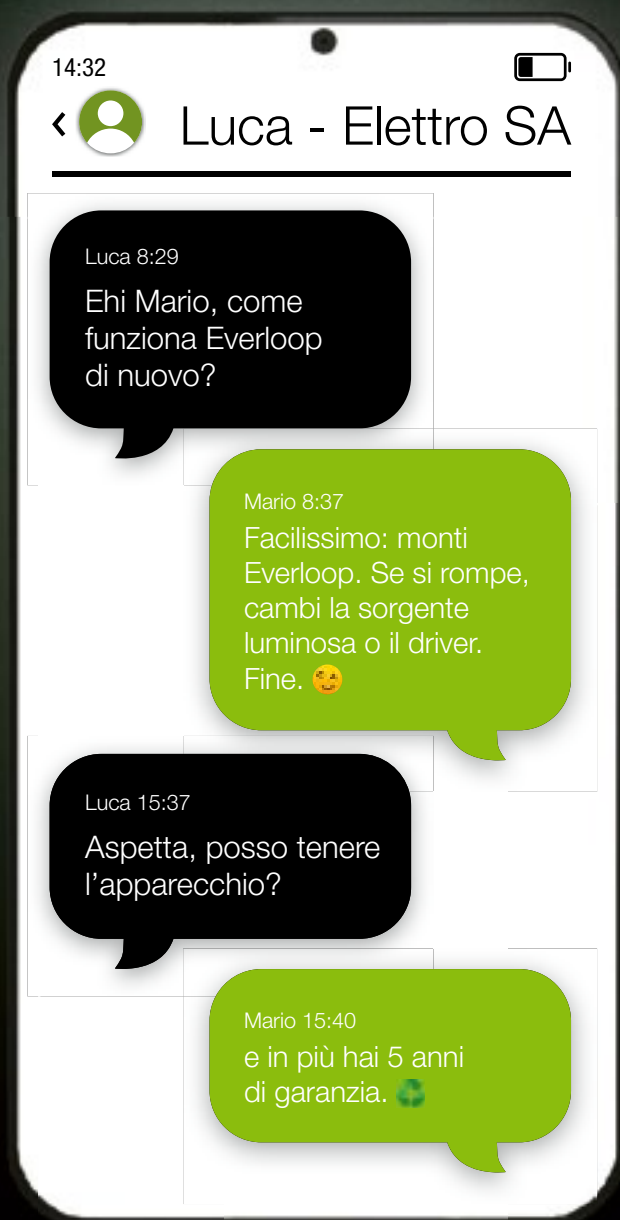 14:32
Luca - Elettro SA
Luca 8:29
Ehi Mario, come
funziona Everloop
di nuovo?
Mario 8:37
Facilissimo: monti
Everloop. Se si rompe,
cambi la sorgente
luminosa o il driver.
Fine. 😉
Luca 15:37
Aspetta, posso tenere
l’apparecchio?
Mario 15:40
e in più hai 5 anni
di garanzia. ♻️